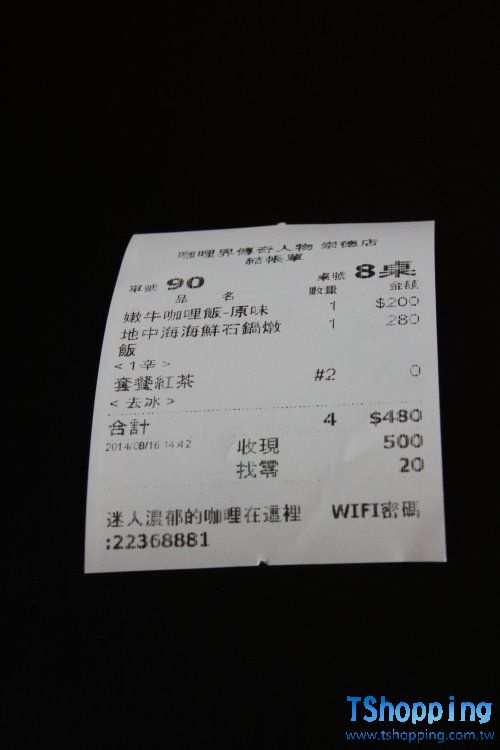 咖哩界傳奇人物 崇德店
結帳單
單號 90 桌號 8桌
品 名 數量 金額
嫩牛咖哩飯-原味 1 $200
地中海海鮮石鍋燉 1 280
飯
<1辛>
套餐紅茶 #2 0
<去冰>
合計 4 $480
2014/08/16 14:42 收現 500
找零 20
迷人濃郁的咖哩在這裡 WIFI密碼
:22368881
TShopping
www.tshopping.com.tw